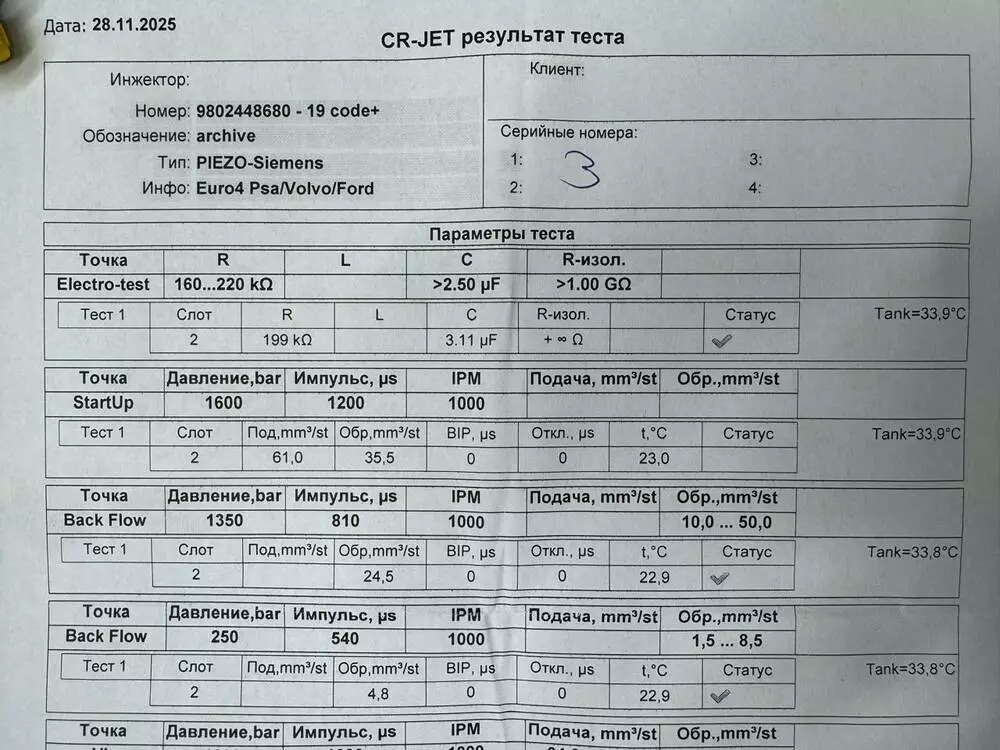 Дата: 28.11.2025
CR-JET результат теста
Инжектор:
Номер: 9802448680 - 19 code+
Обозначение: archive
Тип: PIEZO-Siemens
Инфо: Euro4 Psa/Volvo/Ford
Клиент:
Серийные номера:
1: 3 3:
2: 4:
Параметры теста
Точка R L C R-изол.
Electro-test 160...220 kΩ >2.50 µF >1.00 GΩ
Тест 1 Слот R L C R-изол. Статус Tank=33,9°C
2 199 kΩ 3.11 µF + ∞ Ω
Точка Давление,bar Импульс, µs IPM Подача, mm³/st Обр.,mm³/st
StartUp 1600 1200 1000
Тест 1 Слот Под,mm³/st Обр,mm³/st BIP, µs Откл., µs t,°C Статус Tank=33,9°C
2 61,0 35,5 0 0 23,0
Точка Давление,bar Импульс, µs IPM Подача, mm³/st Обр.,mm³/st
Back Flow 1350 810 1000 10,0 ... 50,0
Тест 1 Слот Под,mm³/st Обр,mm³/st BIP, µs Откл., µs t,°C Статус Tank=33,8°C
2 24,5 0 0 22,9
Точка Давление,bar Импульс, µs IPM Подача, mm³/st Обр.,mm³/st
Back Flow 250 540 1000 1,5 ... 8,5
Тест 1 Слот Под,mm³/st Обр,mm³/st BIP, µs Откл., µs t,°C Статус Tank=33,8°C
2 4,8 0 0 22,9
Точка Давление,bar Импульс, µs IPM Подача, mm³/st Обр.,mm³/st